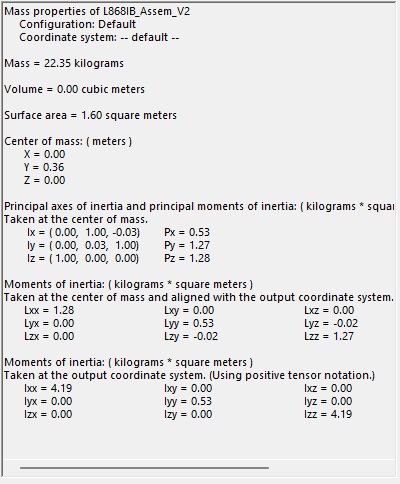 Mass properties of L868IB_Assem_V2
Configuration: Default
Coordinate system: -- default --
Mass = 22.35 kilograms
Volume = 0.00 cubic meters
Surface area = 1.60 square meters
Center of mass: ( meters )
X = 0.00
Y = 0.36
Z = 0.00
Principal axes of inertia and principal moments of inertia: ( kilograms * squar
Taken at the center of mass.
Ix = ( 0.00, 1.00, -0.03) Px = 0.53
Iy = ( 0.00, 0.03, 1.00) Py = 1.27
Iz = ( 1.00, 0.00, 0.00) Pz = 1.28
Moments of inertia: ( kilograms * square meters )
Taken at the center of mass and aligned with the output coordinate system.
Lxx = 1.28 Lxy = 0.00 Lxz = 0.00
Lyx = 0.00 Lyy = 0.53 Lyz = -0.02
Lzx = 0.00 Lzy = -0.02 Lzz = 1.27
Moments of inertia: ( kilograms * square meters )
Taken at the output coordinate system. (Using positive tensor notation.)
Ixx = 4.19 Ixy = 0.00 Ixz = 0.00
Iyx = 0.00 Iyy = 0.53 Iyz = 0.00
Izx = 0.00 Izy = 0.00 Izz = 4.19